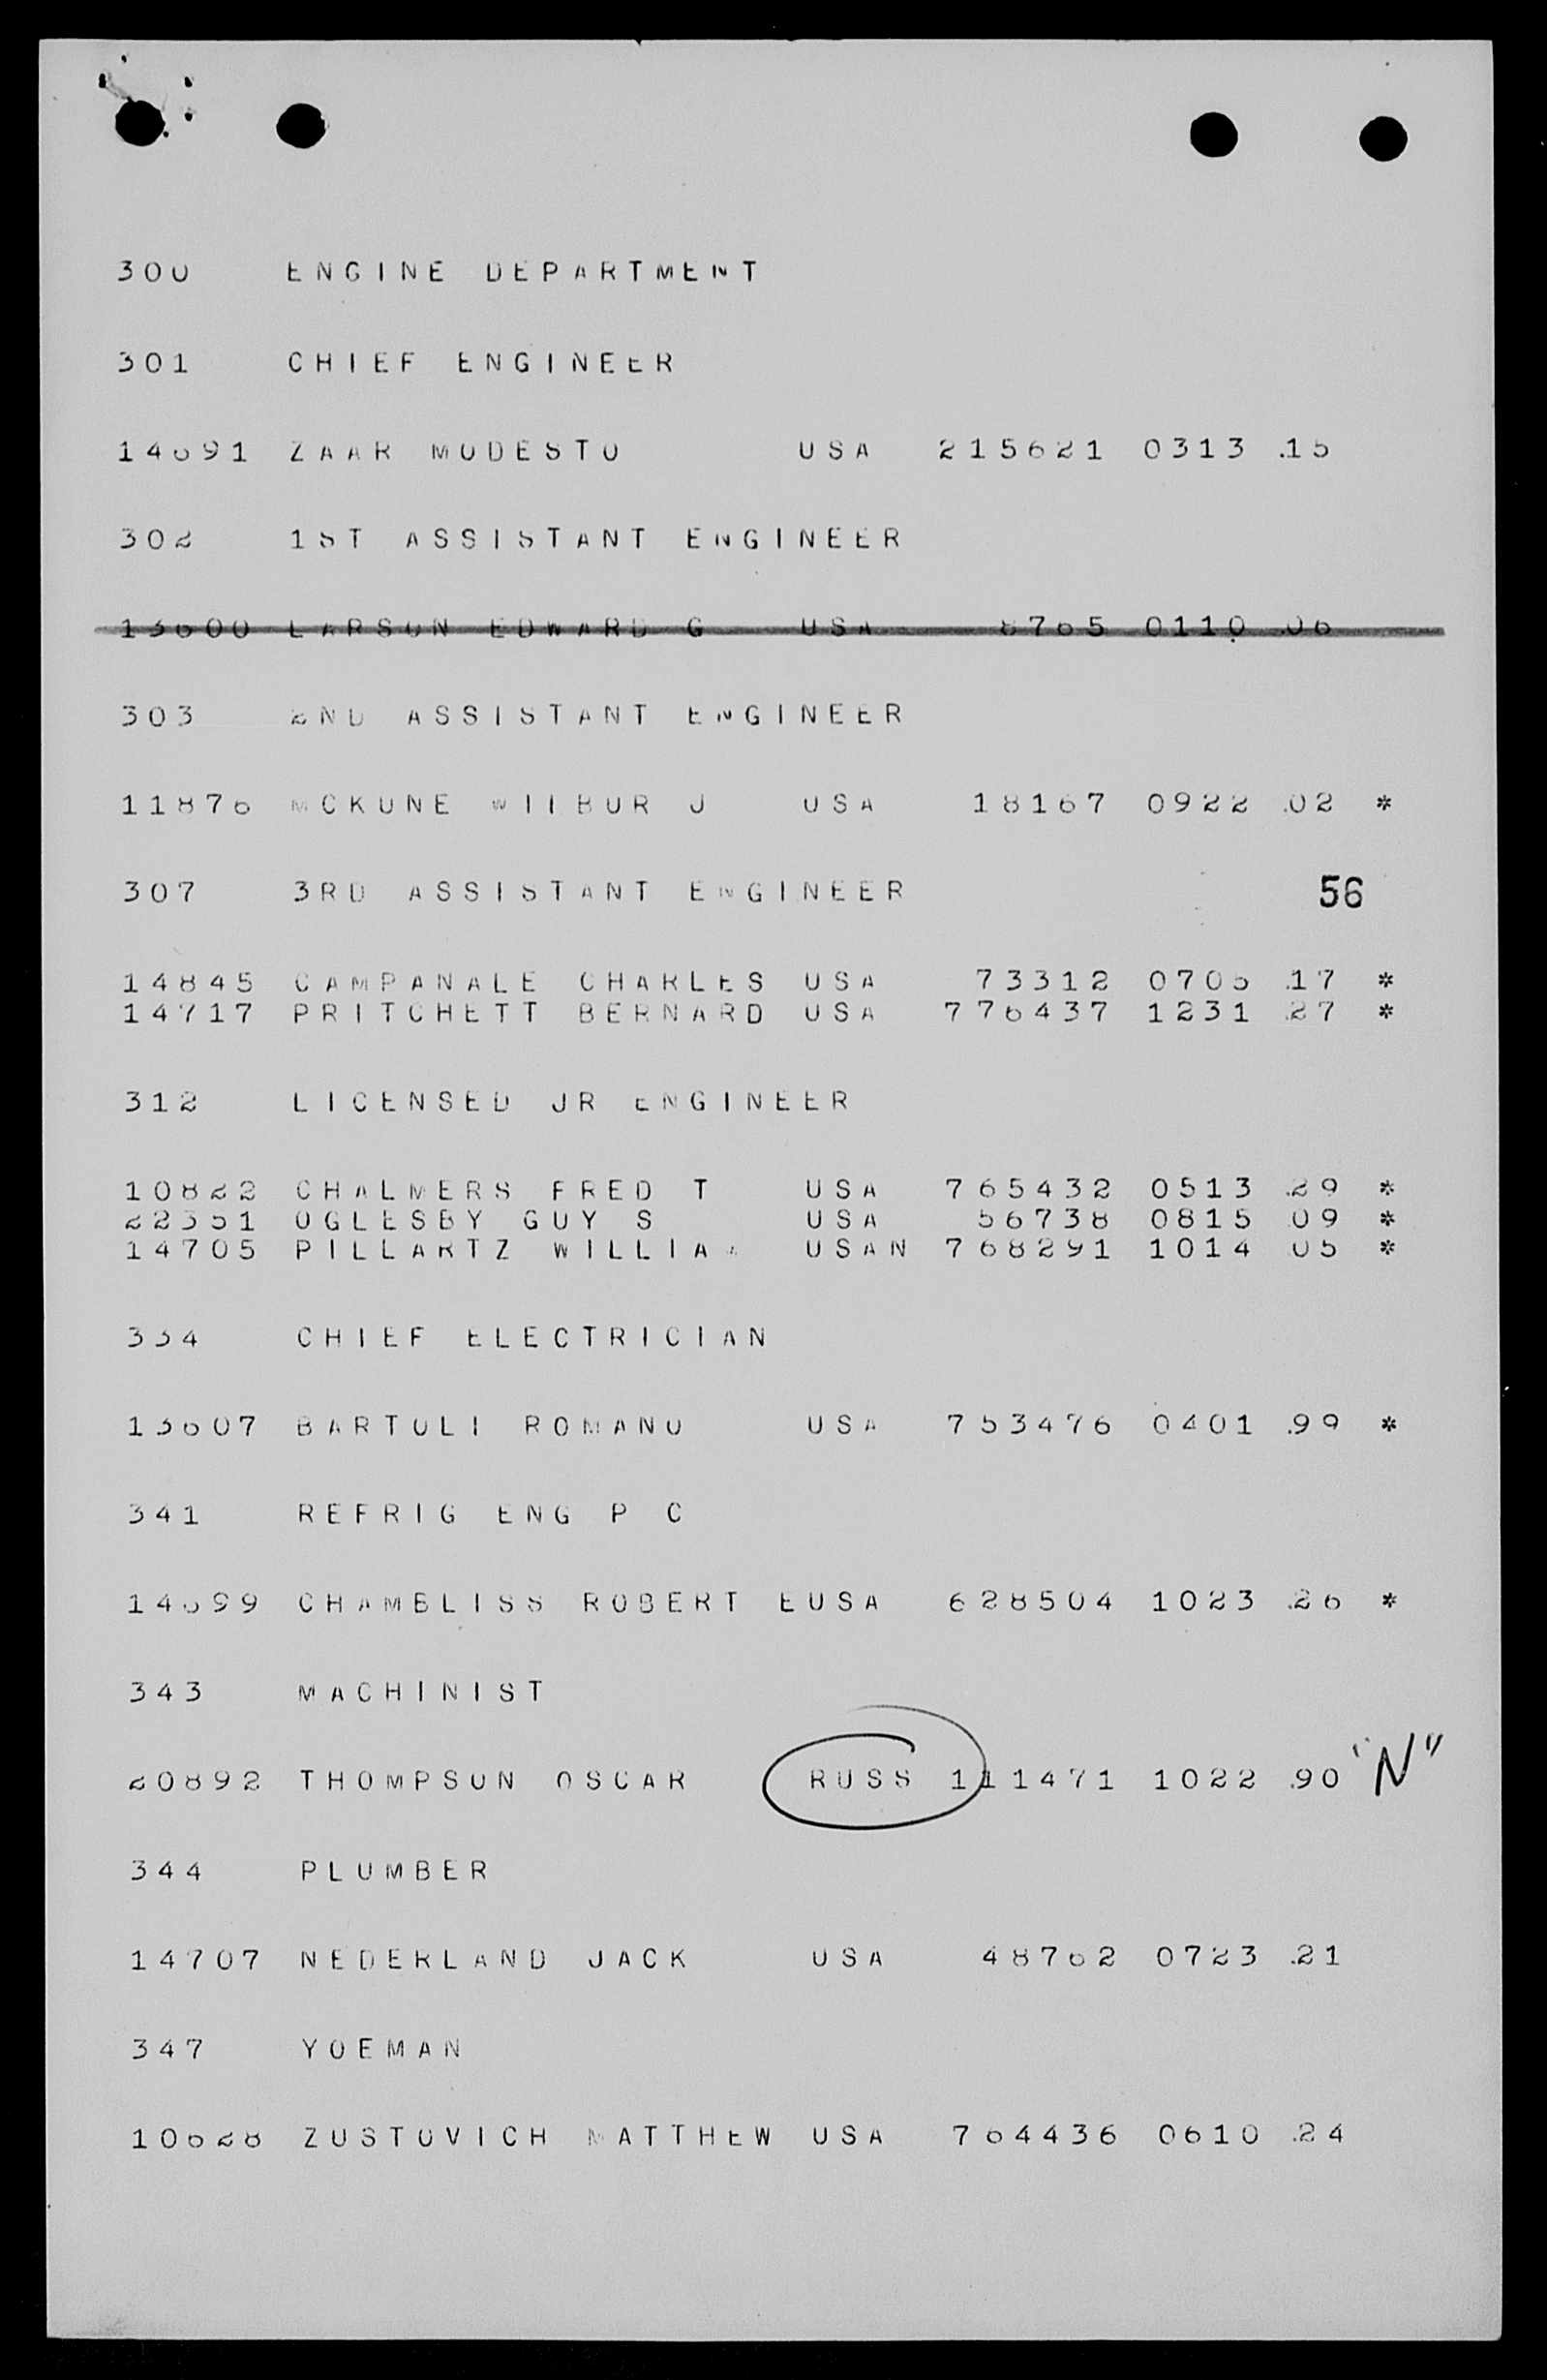 300 ENGINE DEPARTMENT
301 CHIEF ENGINEER
14691 ZAAR MODESTO USA 215621 0313 .15
302 1ST ASSISTANT ENGINEER
13600 LARSON EDWARD G USA 8765 0110 .06
303 2ND ASSISTANT ENGINEER
11876 MCKUNE WIIBUR J USA 18167 0922 .02 *
307 3RD ASSISTANT ENGINEER 56
14845 CAMPANALE CHARLES USA 73312 0705 .17 *
14717 PRITCHETT BERNARD USA 776437 1231 .27 *
312 LICENSED JR ENGINEER
10822 CHALMERS FRED T USA 765432 0513 .29 *
22351 OGLESBY GUY S USA 56738 0815 09 *
14705 PILLARTZ WILLIAM USAN 768291 1014 05 *
334 CHIEF ELECTRICIAN
13607 BARTOLI ROMANO USA 753476 0401 .99 *
341 REFRIG ENG P C
14699 CHAMBLISS ROBERT EUSA 628504 1023 .26 *
343 MACHINIST
20892 THOMPSON OSCAR RUSS 111471 1022 .90 "N"
344 PLUMBER
14707 NEDERLAND JACK USA 48762 0723 .21
347 YOEMAN
10628 ZUSTOVICH MATTHEW USA 764436 0610 .24